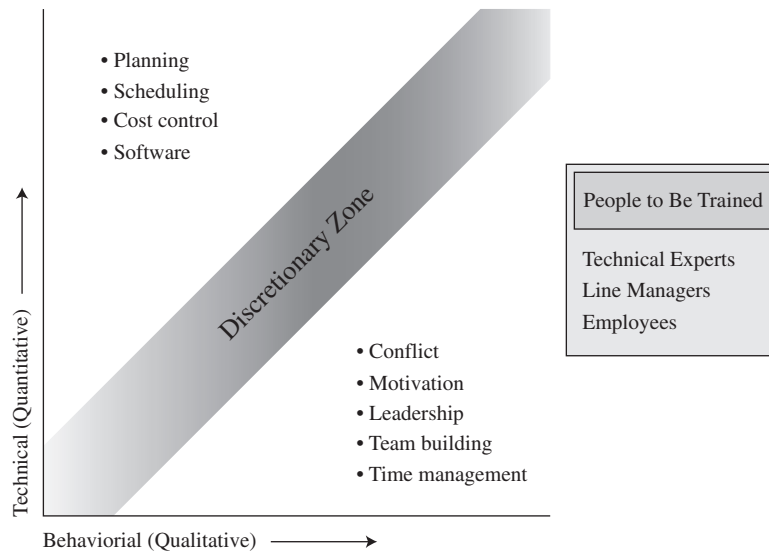 • Planning
• Scheduling
• Cost control
• Software
Discretionary Zone
• Conflict
• Motivation
• Leadership
• Team building
• Time management
Technical (Quantitative)
Behaviorial (Qualitative)
People to Be Trained
Technical Experts
Line Managers
Employees